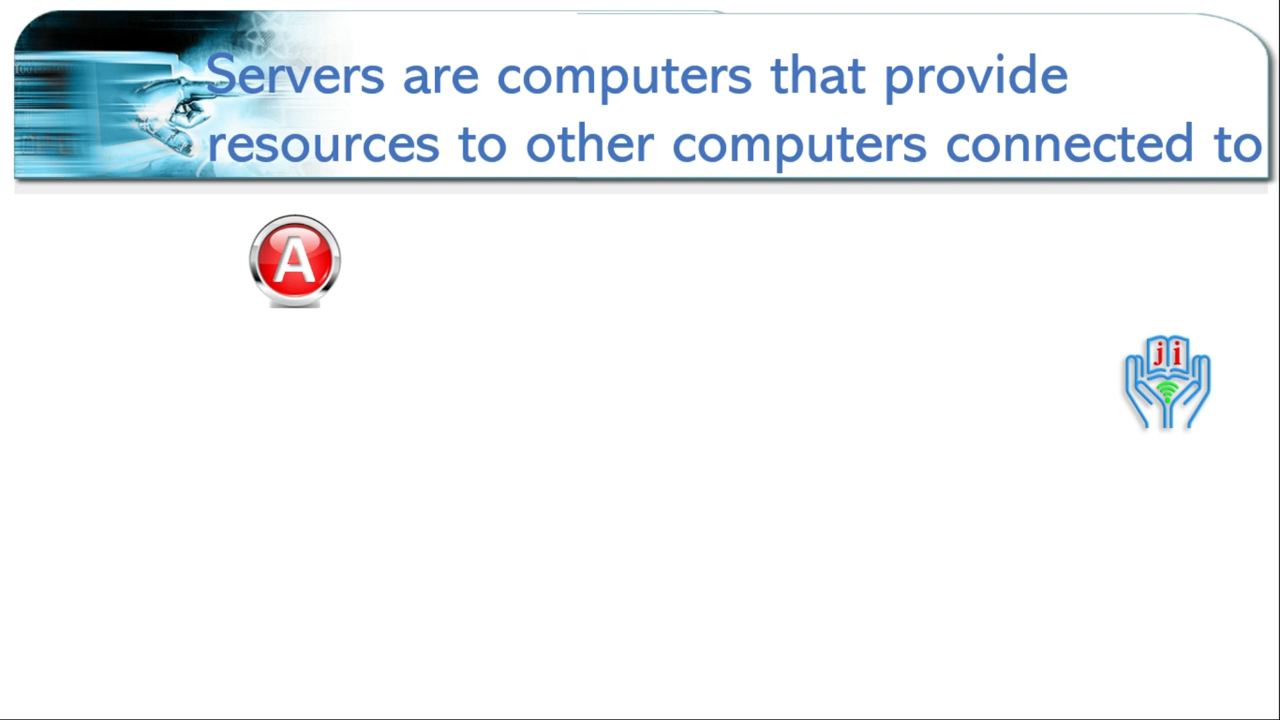 Servers are computers that provide
resources to other computers connected to
A
ji